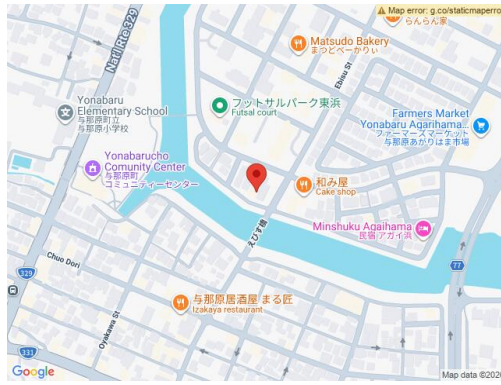 Map error: g.co/staticmaperro
らんらん家
Matsudo Bakery
まつどべーかりぃ
Nat'l Rte 329
Ebisu St
Yonabaru
Elementary School
与那原町立
与那原小学校
フットサルパーク東浜
Futsal court
Farmers Market
Yonabaru Agarihama...
ファーマーズマーケット
与那原あがりはま市場
Yonabarucho
Comunity Center
与那原町
コミュニティーセンター
和み屋
Cake shop
Minshuku Agaihama
民宿 アガイ浜
えびす橋
77
329
Chuo Dori
与那原居酒屋 まる匠
Izakaya restaurant
Oyakawa St
331
Google
Map data ©2026